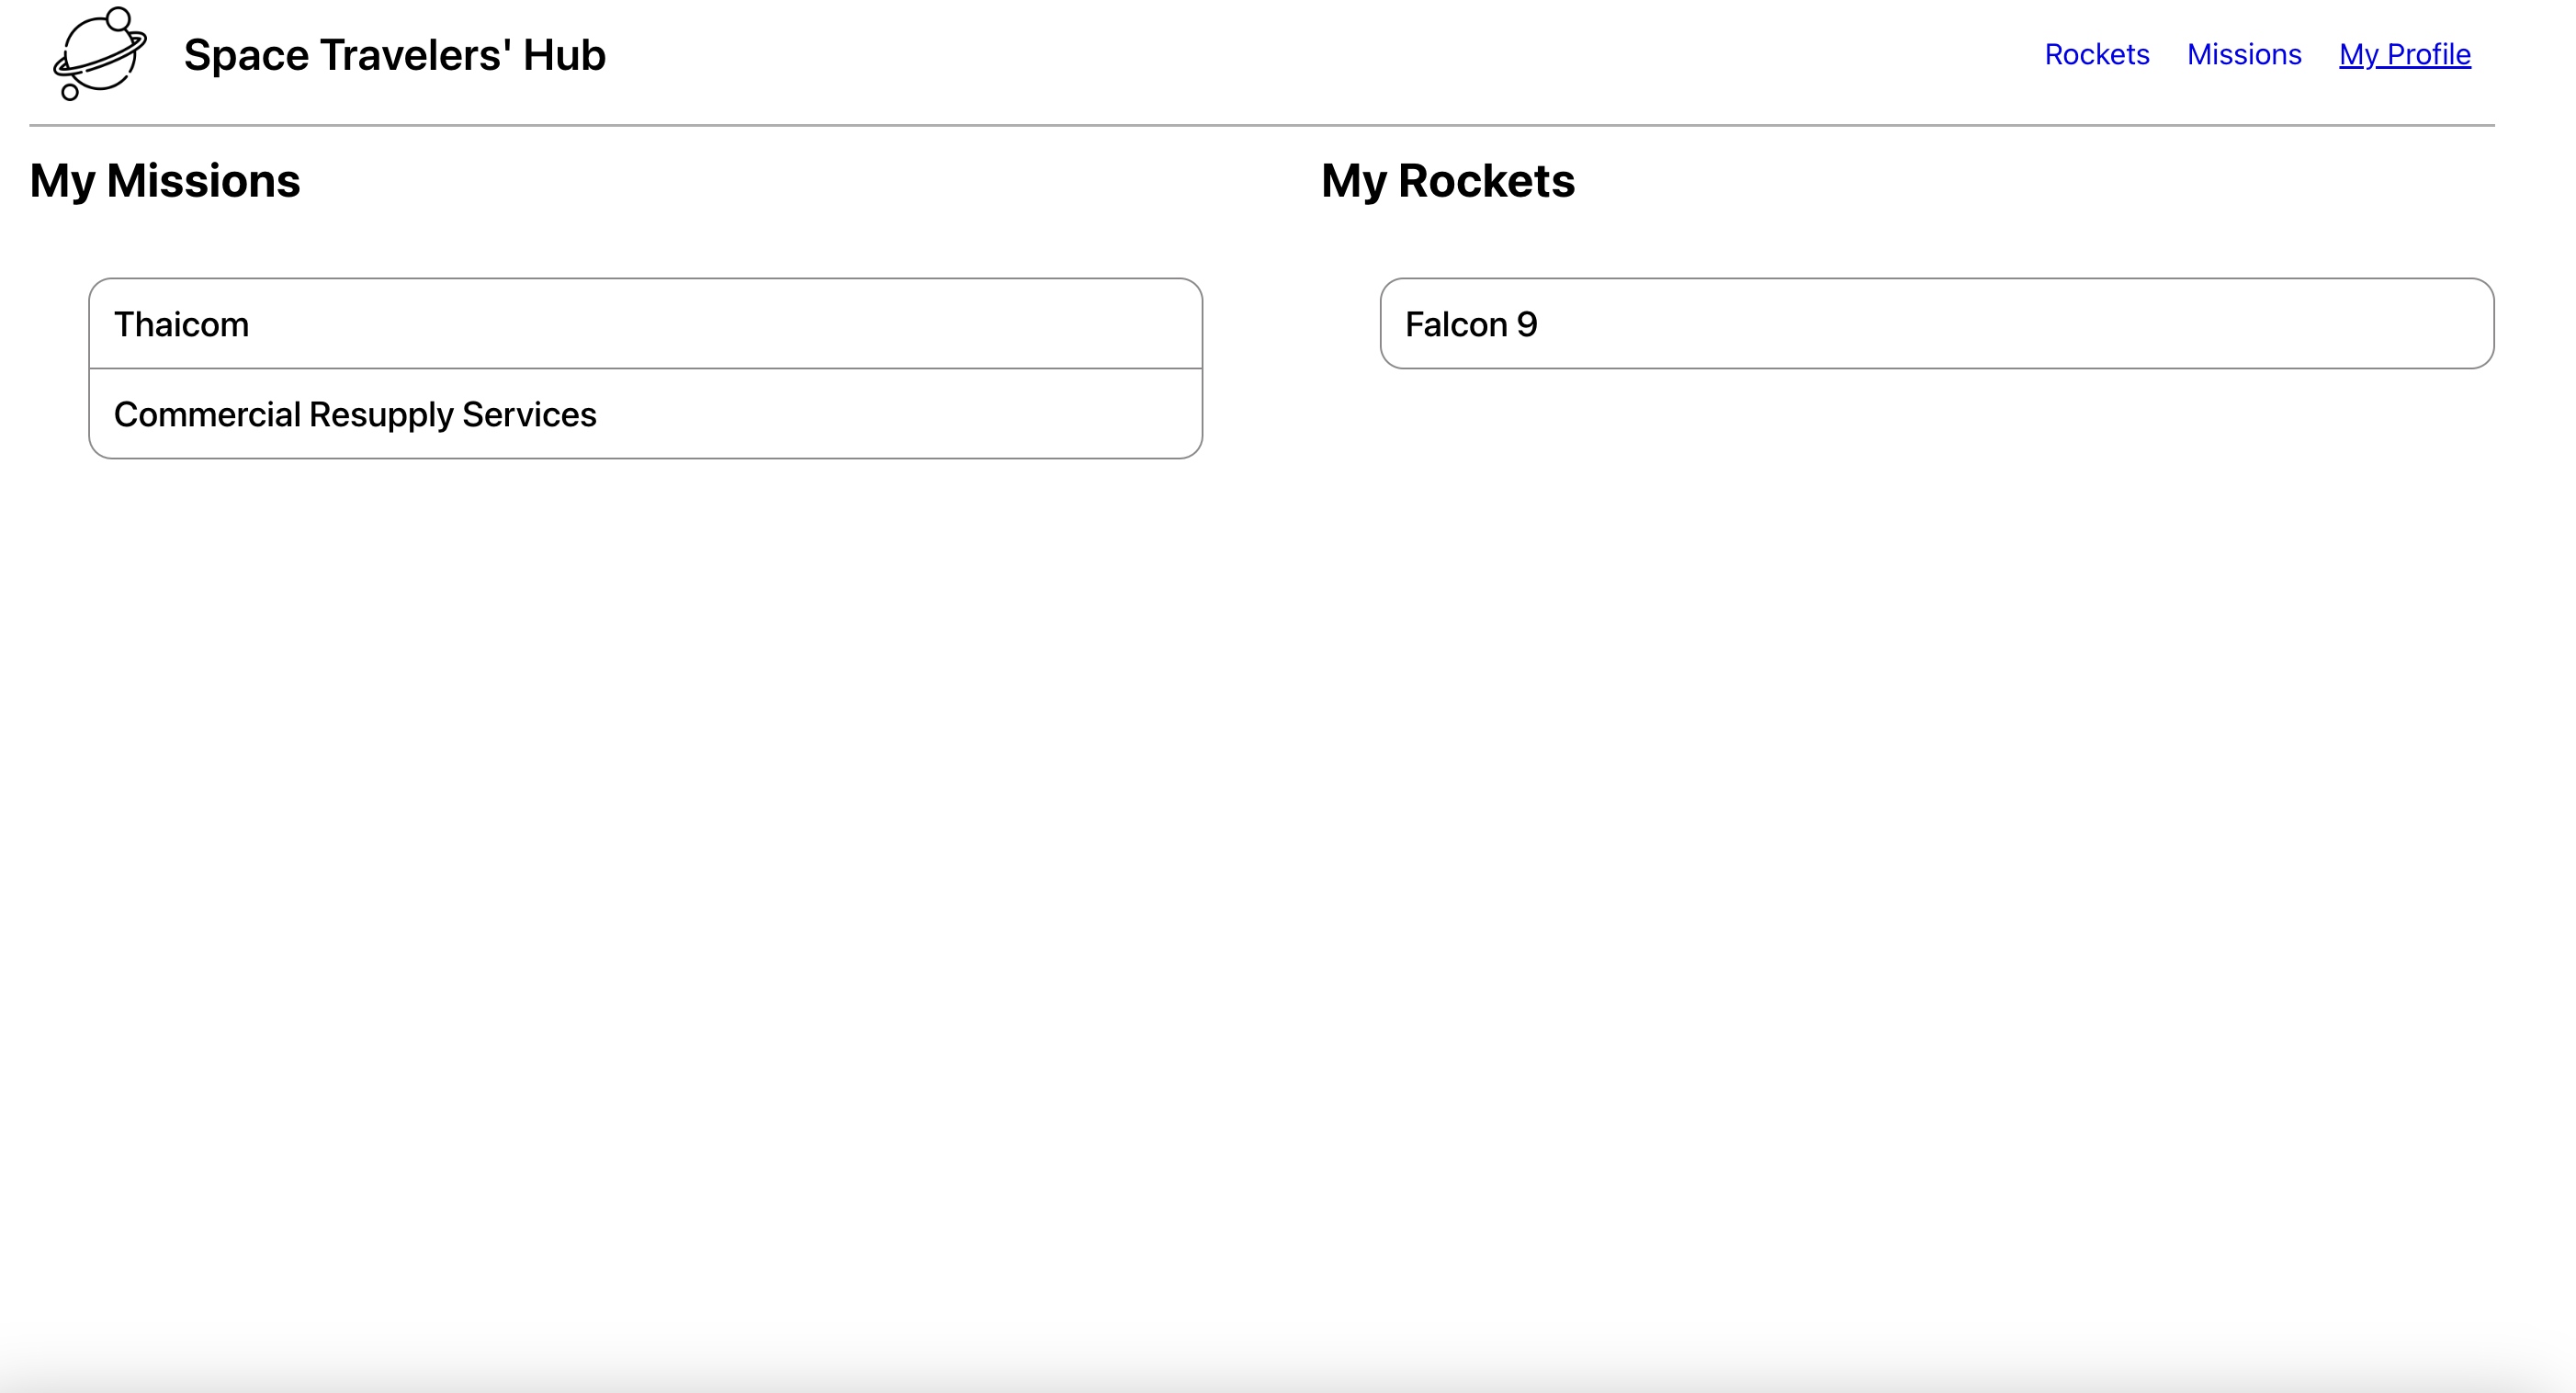 Space Travelers' Hub
Rockets Missions My Profile
My Missions
Thaicom
Commercial Resupply Services
My Rockets
Falcon 9